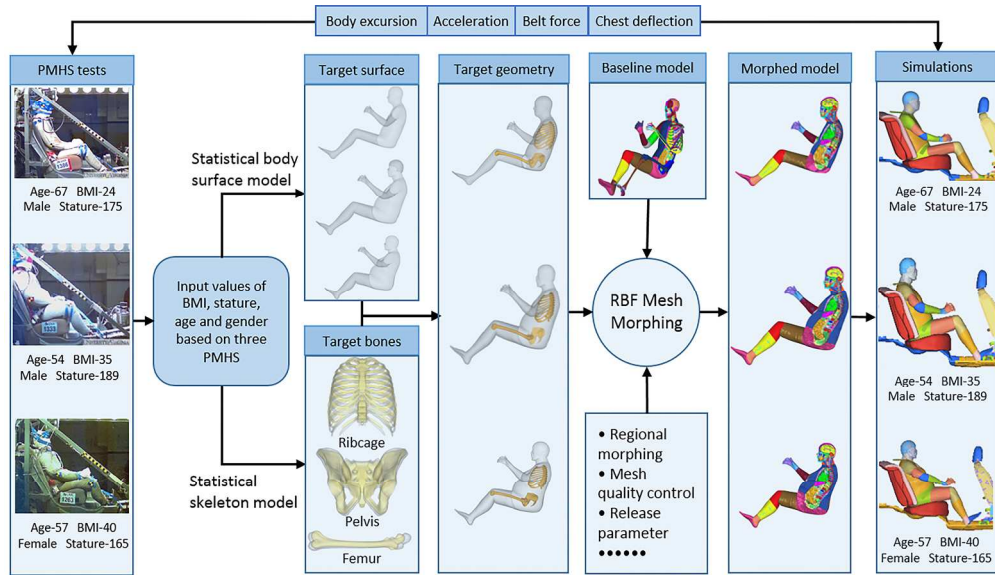 Body excursion
Acceleration
Belt force
Chest deflection
PMHS tests
Age-67 BMI-24
Male Stature-175
Age-54 BMI-35
Male Stature-189
Age-57 BMI-40
Female Stature-165
Input values of
BMI, stature,
age and gender
based on three
PMHS
Statistical body
surface model
Statistical
skeleton model
Target surface
Target bones
Ribcage
Pelvis
Femur
Target geometry
Baseline model
RBF Mesh
Morphing
• Regional
morphing
• Mesh
quality control
• Release
parameter
••••••
Morphed model
Simulations
Age-67 BMI-24
Male Stature-175
Age-54 BMI-35
Male Stature-189
Age-57 BMI-40
Female Stature-165